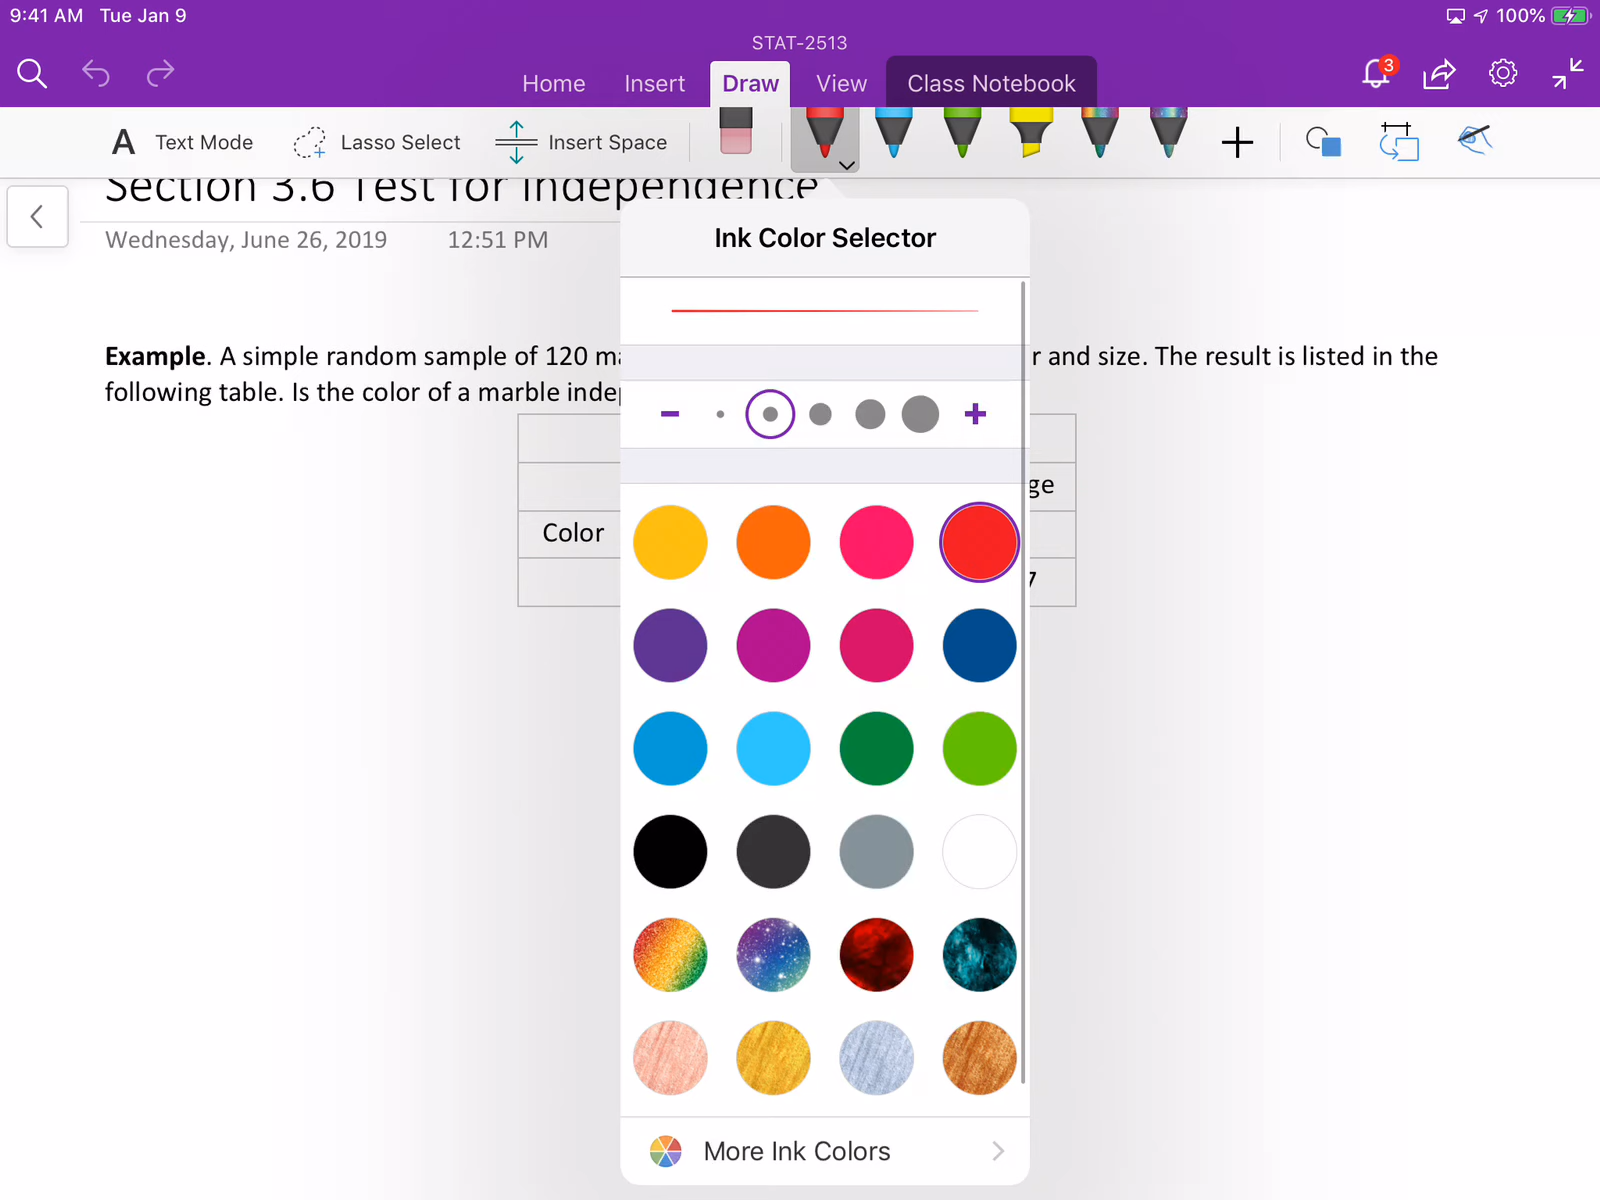 9:41 AM Tue Jan 9
100%
STAT-2513
Home Insert Draw View Class Notebook
3
A Text Mode Lasso Select Insert Space
Section 3.6 Test for Independence
Wednesday, June 26, 2019 12:51 PM
Ink Color Selector
Example. A simple random sample of 120 r and size. The result is listed in the
following table. Is the color of a marble
ge
Color
7
More Ink Colors